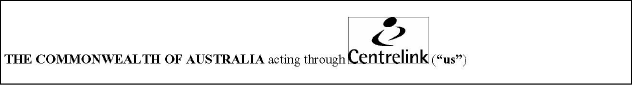 THE COMMONWEALTH OF AUSTRALIA acting through Centrelink (“us”)